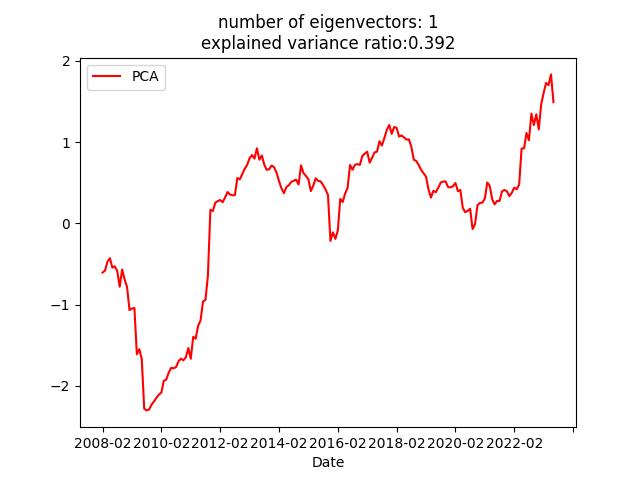 number of eigenvectors: 1
explained variance ratio:0.392
PCA
2
1
0
−1
−2
2008-02 2010-02 2012-02 2014-02 2016-02 2018-02 2020-02 2022-02
Date